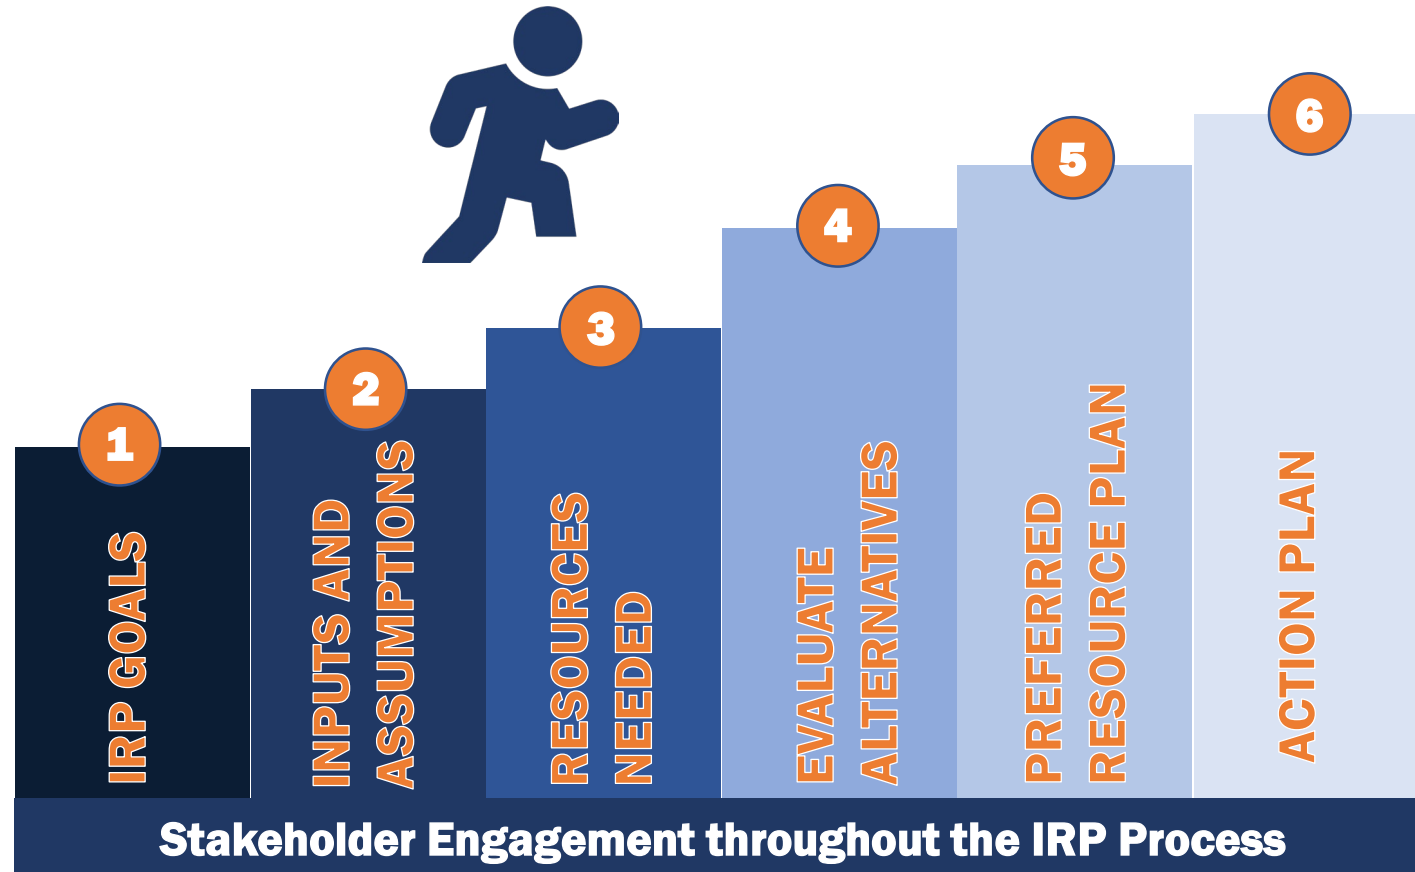 1
IRP GOALS
2
INPUTS AND
ASSUMPTIONS
3
RESOURCES
NEEDED
4
EVALUATE
ALTERNATIVES
5
PREFERRED
RESOURCE PLAN
6
ACTION PLAN
Stakeholder Engagement throughout the IRP Process